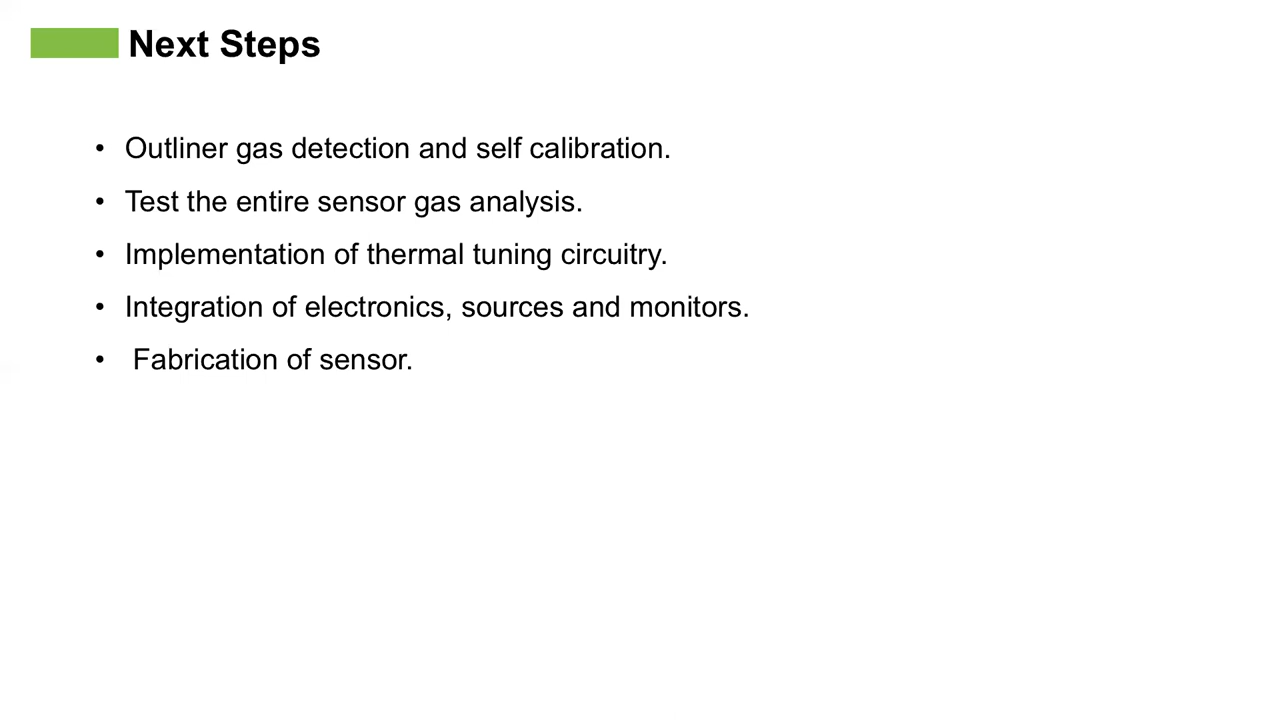 Next Steps
• Outliner gas detection and self calibration.
• Test the entire sensor gas analysis.
• Implementation of thermal tuning circuitry.
• Integration of electronics, sources and monitors.
• Fabrication of sensor.